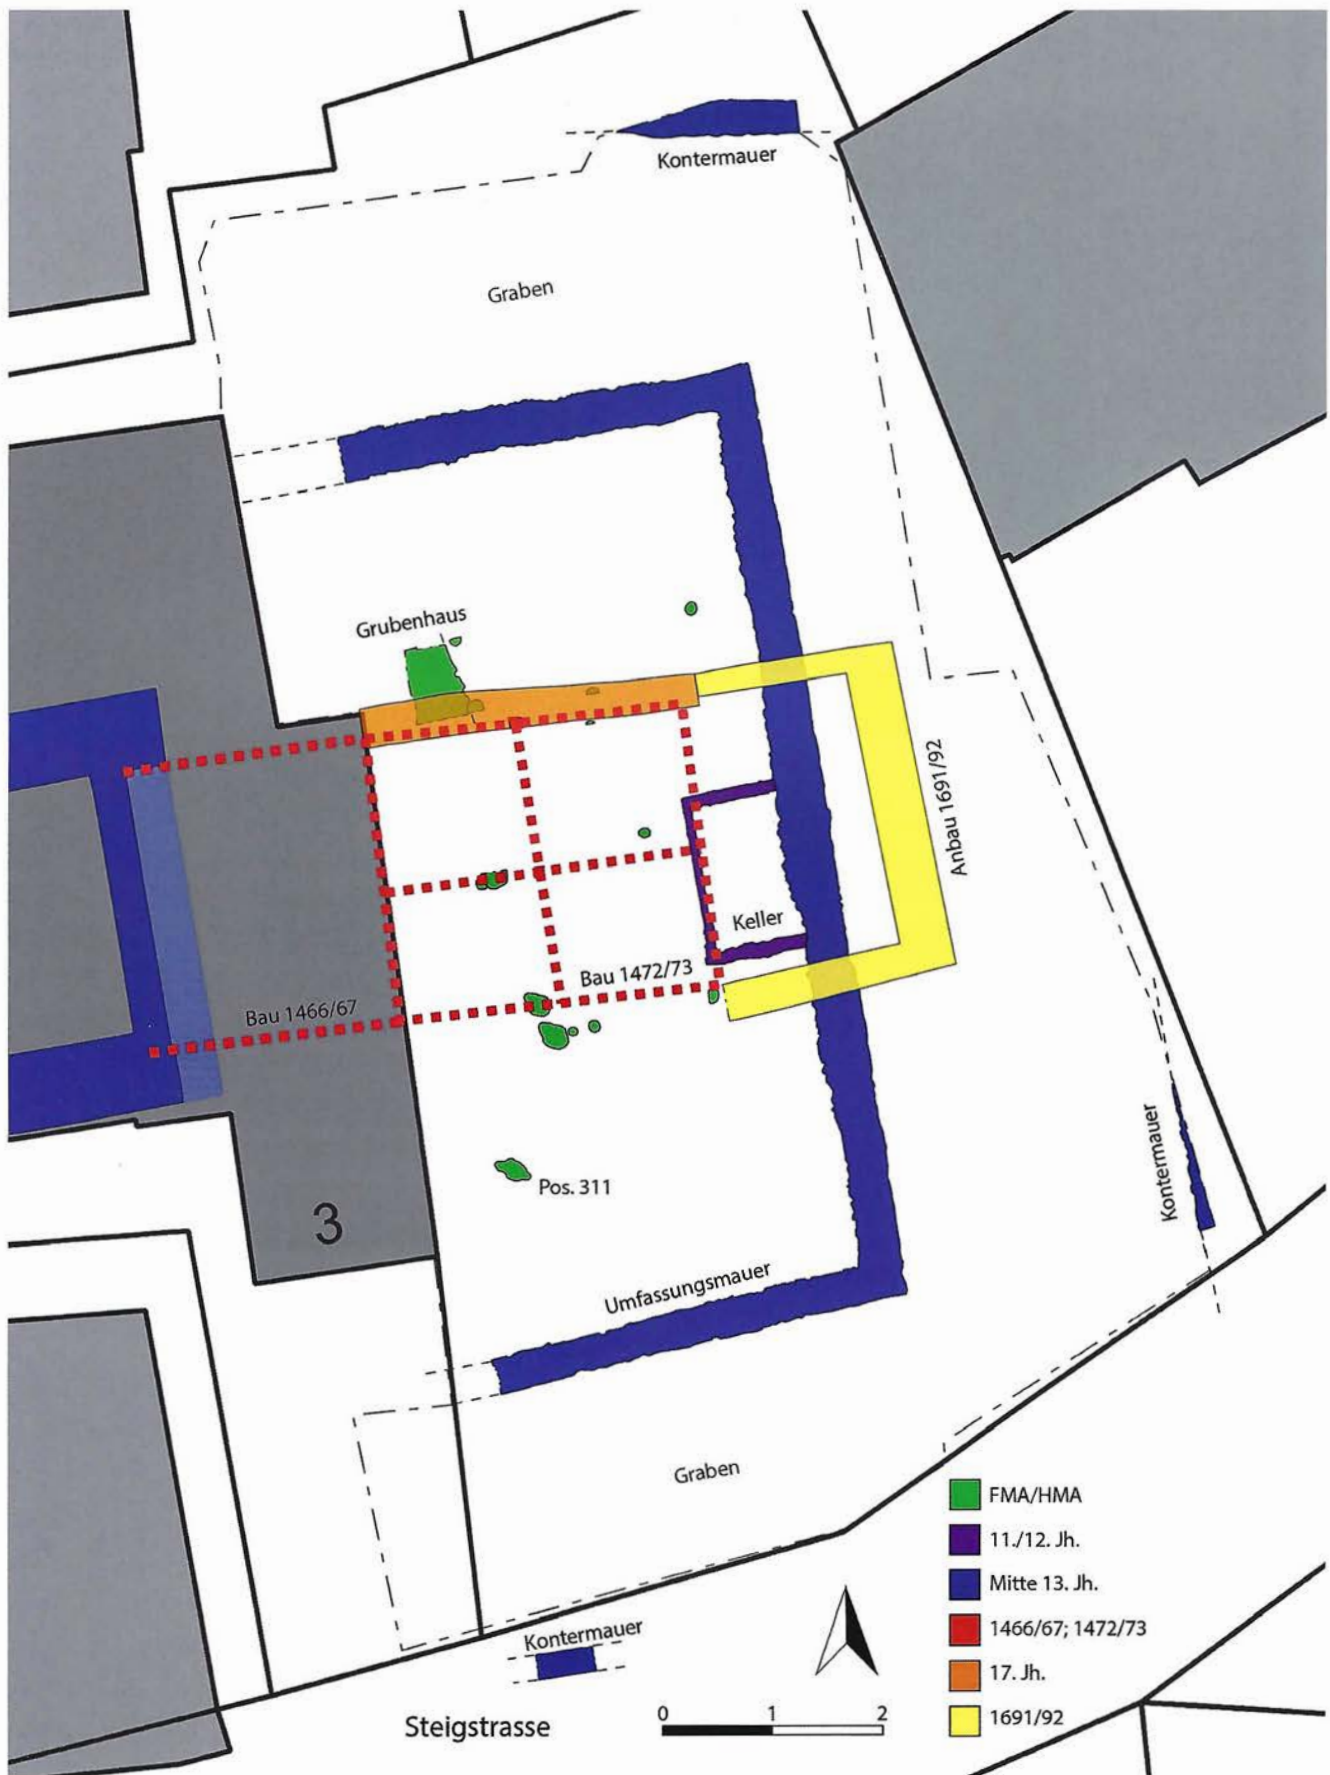 Kontermauer
Graben
Grubenhaus
Anbau 1691/92
Keller
Bau 1472/73
Bau 1466/67
Kontermauer
Pos. 311
3
Umfassungsmauer
Graben
FMA/HMA
11./12. Jh.
Mitte 13. Jh.
1466/67; 1472/73
17. Jh.
1691/92
Kontermauer
Steigstrasse
0 1 2